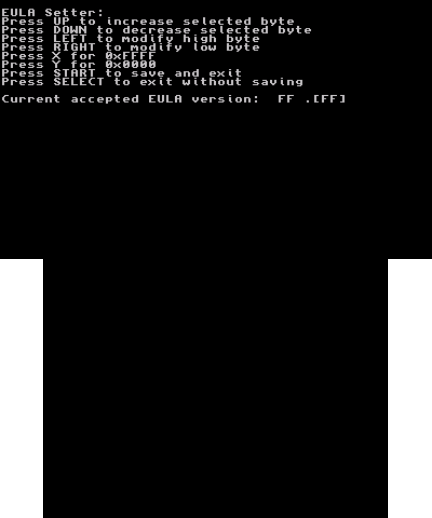 EULA Setter:
Press UP to increase selected byte
Press DOWN to decrease selected byte
Press LEFT to modify high byte
Press RIGHT to modify low byte
Press X for 0xFFFF
Press Y for 0x0000
Press START to save and exit
Press SELECT to exit without saving
Current accepted EULA version:  FF .[FF]